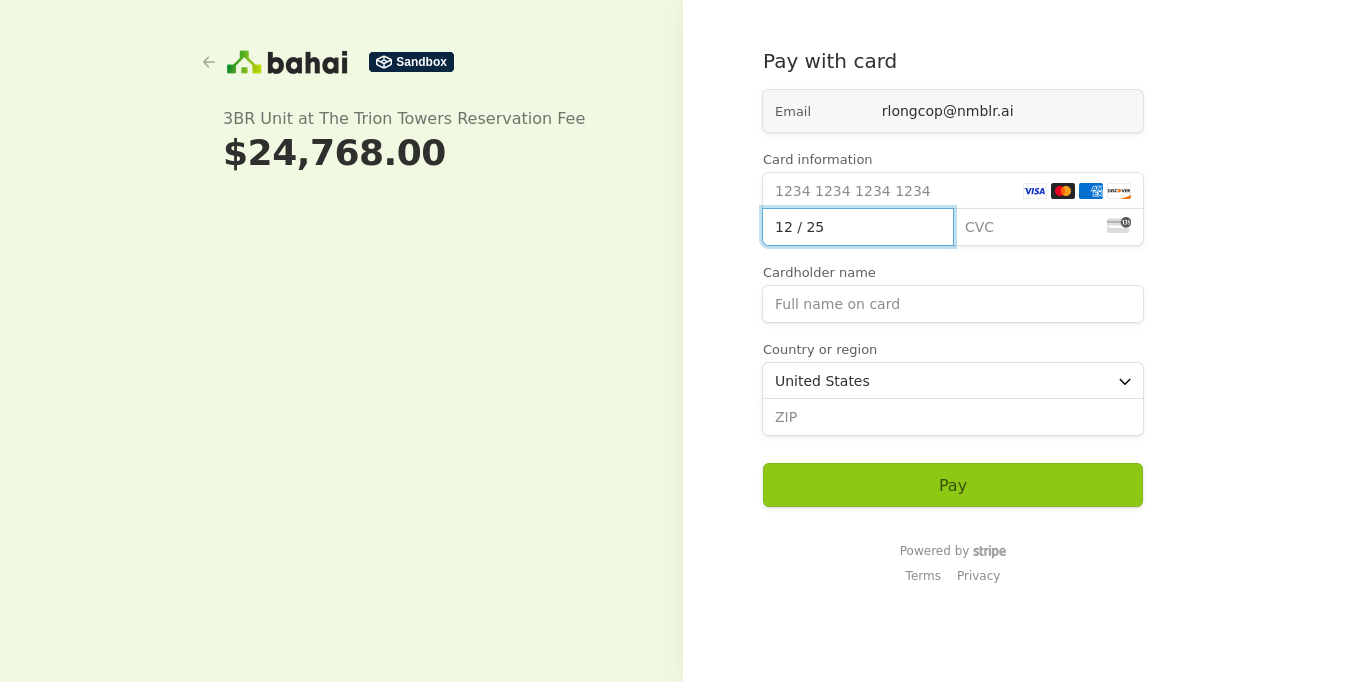 bahai
Sandbox
3BR Unit at The Trion Towers Reservation Fee
$24,768.00
Pay with card
Email rlongcop@nmblr.ai
Card information
1234 1234 1234 1234 VISA AMEX DISCOVER
12 / 25 CVC
Cardholder name
Full name on card
Country or region
United States
ZIP
Pay
Powered by stripe
Terms Privacy